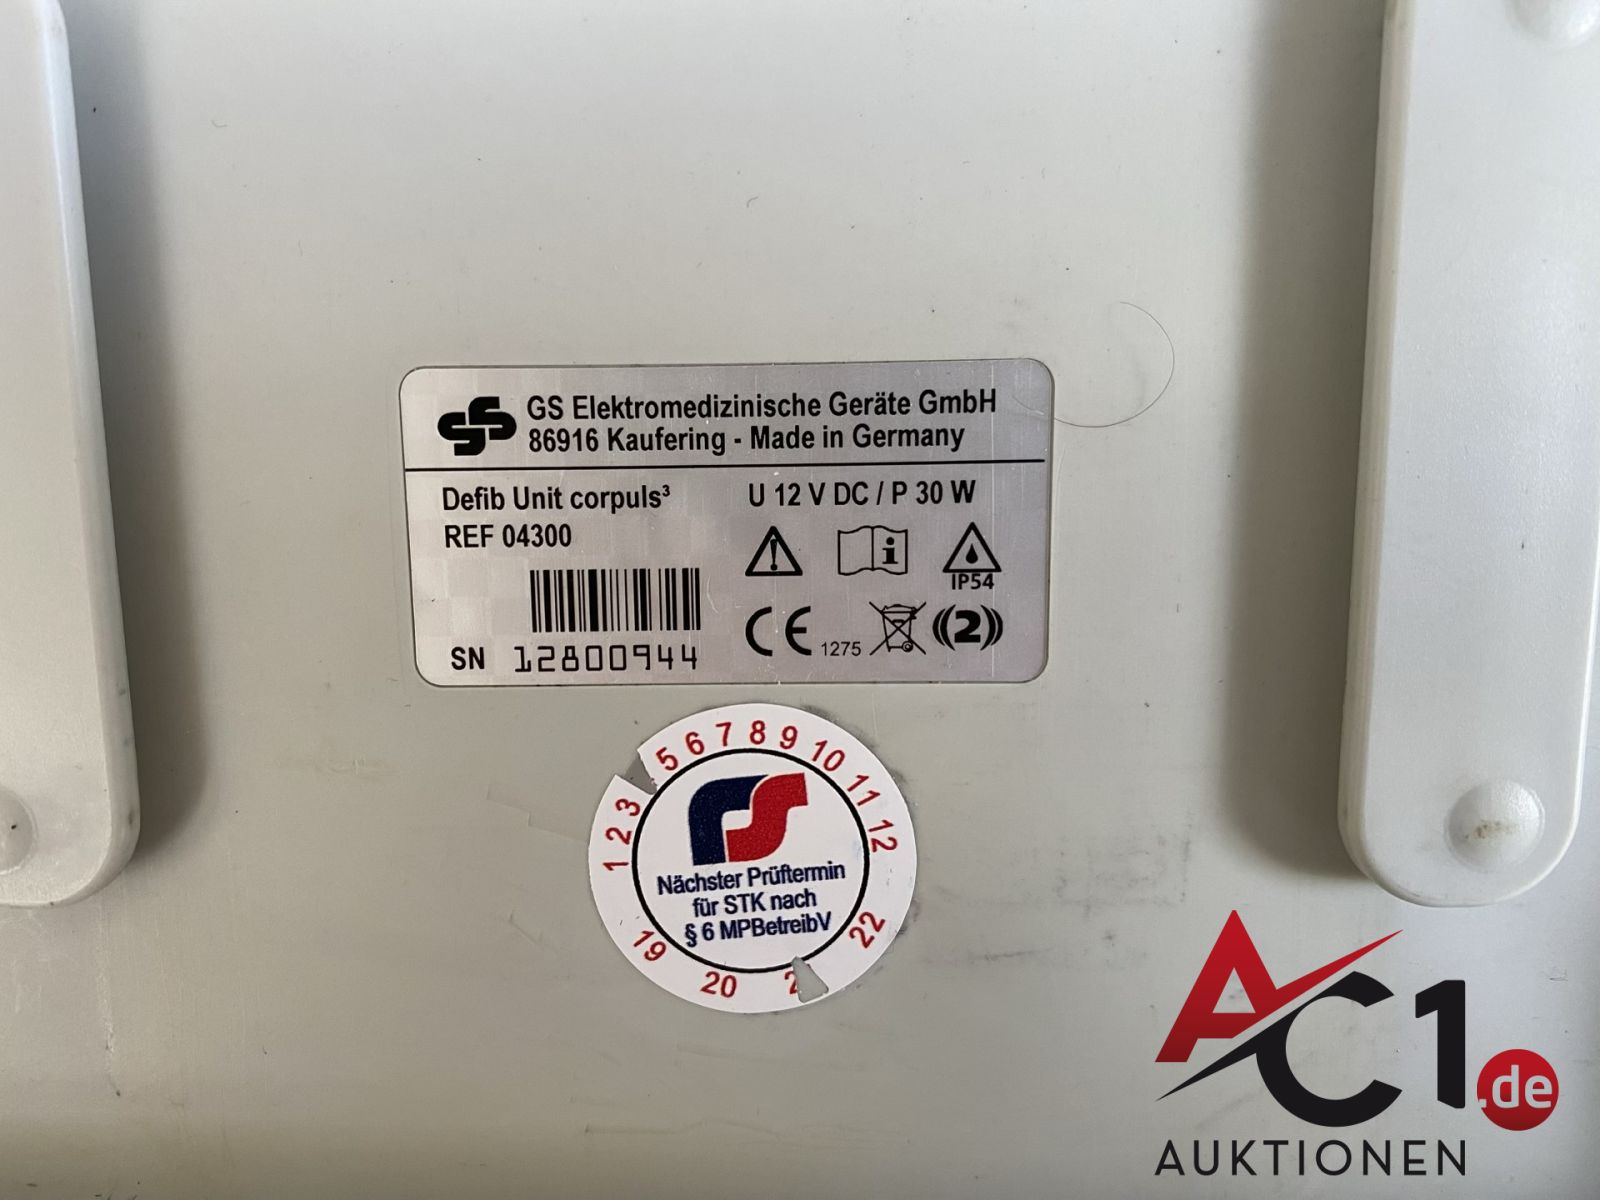 GS Elektromedizinische Geräte GmbH
86916 Kaufering - Made in Germany
Defib Unit corpuls³
U 12 V DC / P 30 W
REF 04300
IP54
SN 12800944
CE 1275
((2))
1 2 3 5 6 7 8 9 10 11 12
Nächster Prüftermin
für STK nach
§ 6 MPBetreibV
19 20 2 22
AC1.de
AUKTIONEN